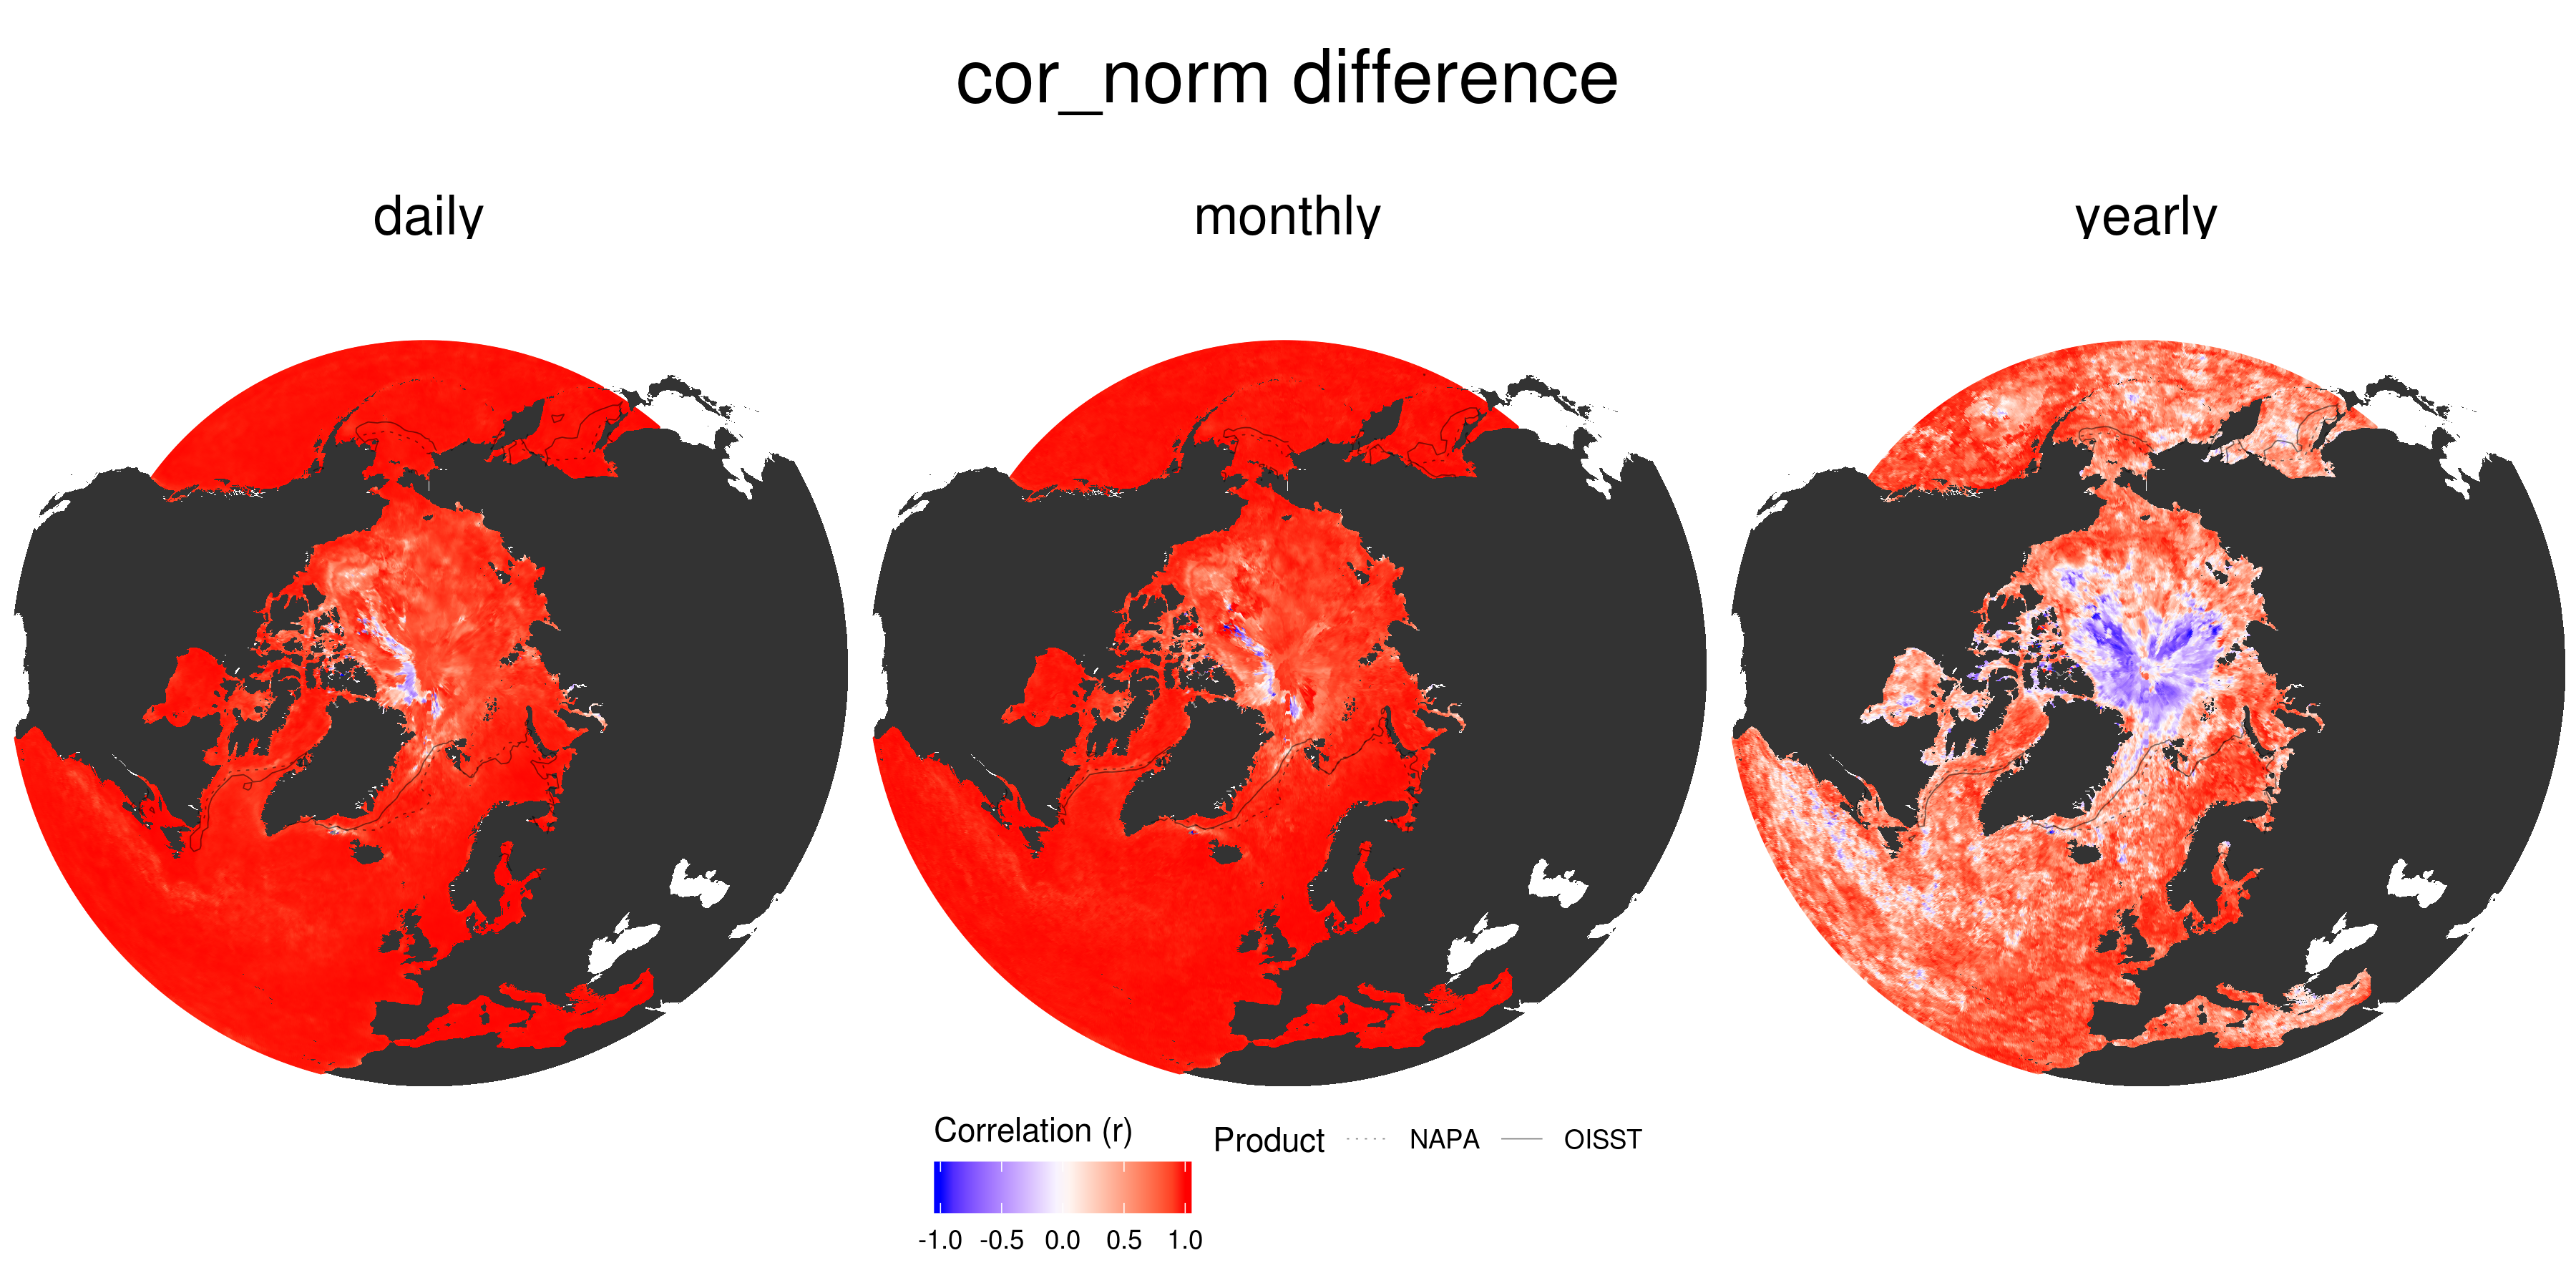 cor_norm difference
daily monthly yearly
Correlation (r)
-1.0 -0.5 0.0 0.5 1.0
Product NAPA OISST